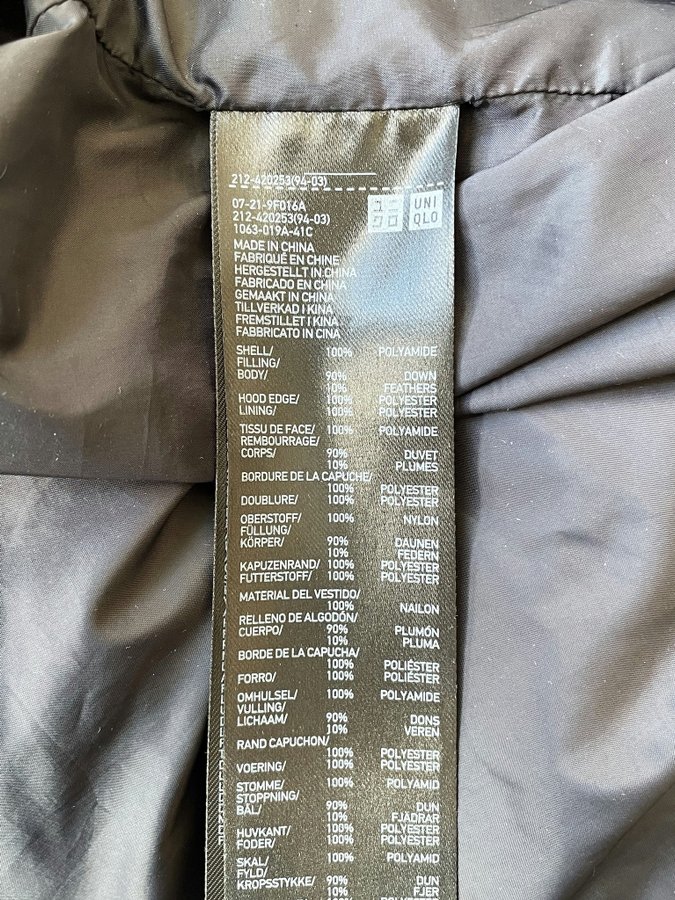 212-420253(94-03)
07-21-9F016A
212-420253(94-03)
1063-019A-41C
UNI
QLO
MADE IN CHINA
FABRIQUÉ EN CHINE
HERGESTELLT IN CHINA
FABRICADO EN CHINA
GEMAAKT IN CHINA
TILLVERKAD I KINA
FREMSTILLET I KINA
FABBRICATO IN CINA
SHELL/ 100% POLYAMIDE
FILLING/
BODY/ 90% DOWN
10% FEATHERS
HOOD EDGE/ 100% POLYESTER
LINING/ 100% POLYESTER
TISSU DE FACE/ 100% POLYAMIDE
REMBOURRAGE/
CORPS/ 90% DUVET
10% PLUMES
BORDURE DE LA CAPUCHE/
100% POLYESTER
DOUBLURE/ 100% POLYESTER
OBERSTOFF/ 100% NYLON
FÜLLUNG/
KÖRPER/ 90% DAUNEN
10% FEDERN
KAPUZENRAND/ 100% POLYESTER
FUTTERSTOFF/ 100% POLYESTER
MATERIAL DEL VESTIDO/
100% NAILON
RELLENO DE ALGODÓN/
CUERPO/ 90% PLUMÓN
10% PLUMA
BORDE DE LA CAPUCHA/
100% POLIÉSTER
FORRO/ 100% POLIÉSTER
OMHULSEL/ 100% POLYAMIDE
VULLING/
LICHAAM/ 90% DONS
10% VEREN
RAND CAPUCHON/
100% POLYESTER
VOERING/ 100% POLYESTER
STOMME/ 100% POLYAMID
STOPPNING/
BÅL/ 90% DUN
10% FJÄDRAR
HUVKANT/ 100% POLYESTER
FODER/ 100% POLYESTER
SKAL/ 100% POLYAMID
FYLD/
KROPSSTYKKE/ 90% DUN
10% FJER